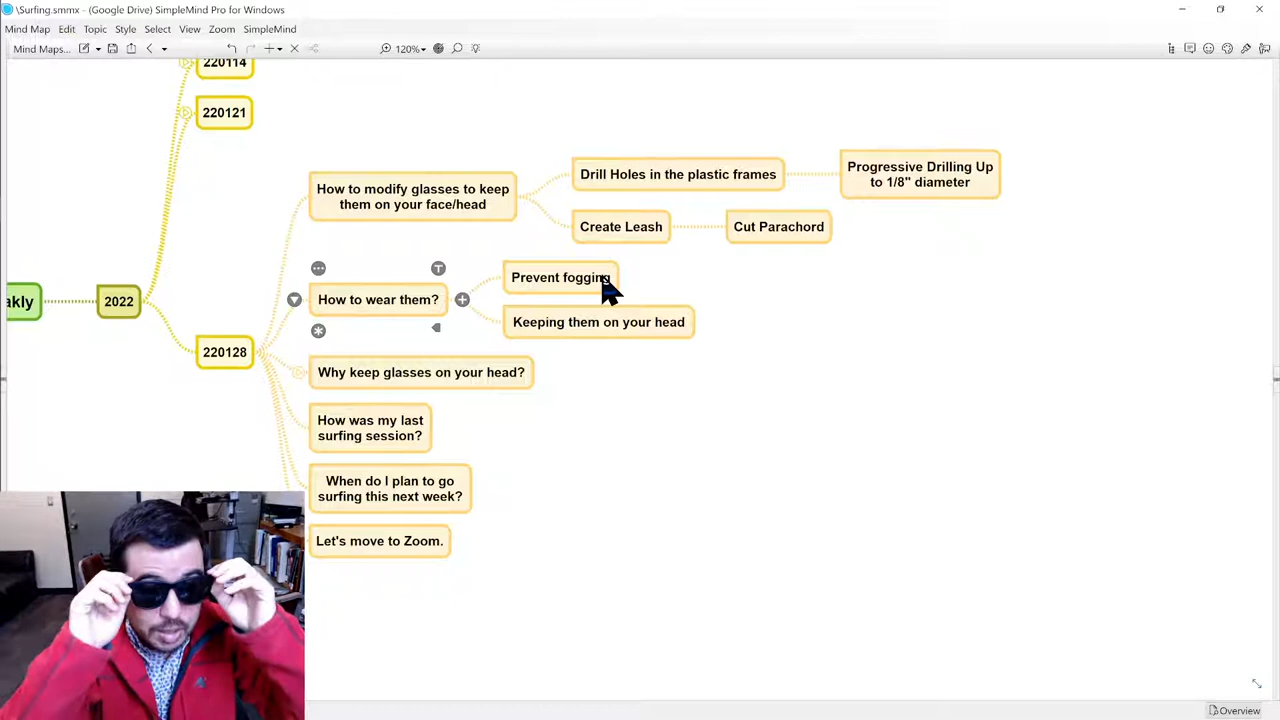 \Surfing.smmx - (Google Drive) SimpleMind Pro for Windows
Mind Map Edit Topic Style Select View Zoom SimpleMind
Mind Maps... 120%
220114
220121
How to modify glasses to keep
them on your face/head
Drill Holes in the plastic frames
Progressive Drilling Up
to 1/8" diameter
Create Leash
Cut Parachord
akly
2022
How to wear them?
Prevent fogging
Keeping them on your head
220128
Why keep glasses on your head?
How was my last
surfing session?
When do I plan to go
surfing this next week?
Let's move to Zoom.
Overview